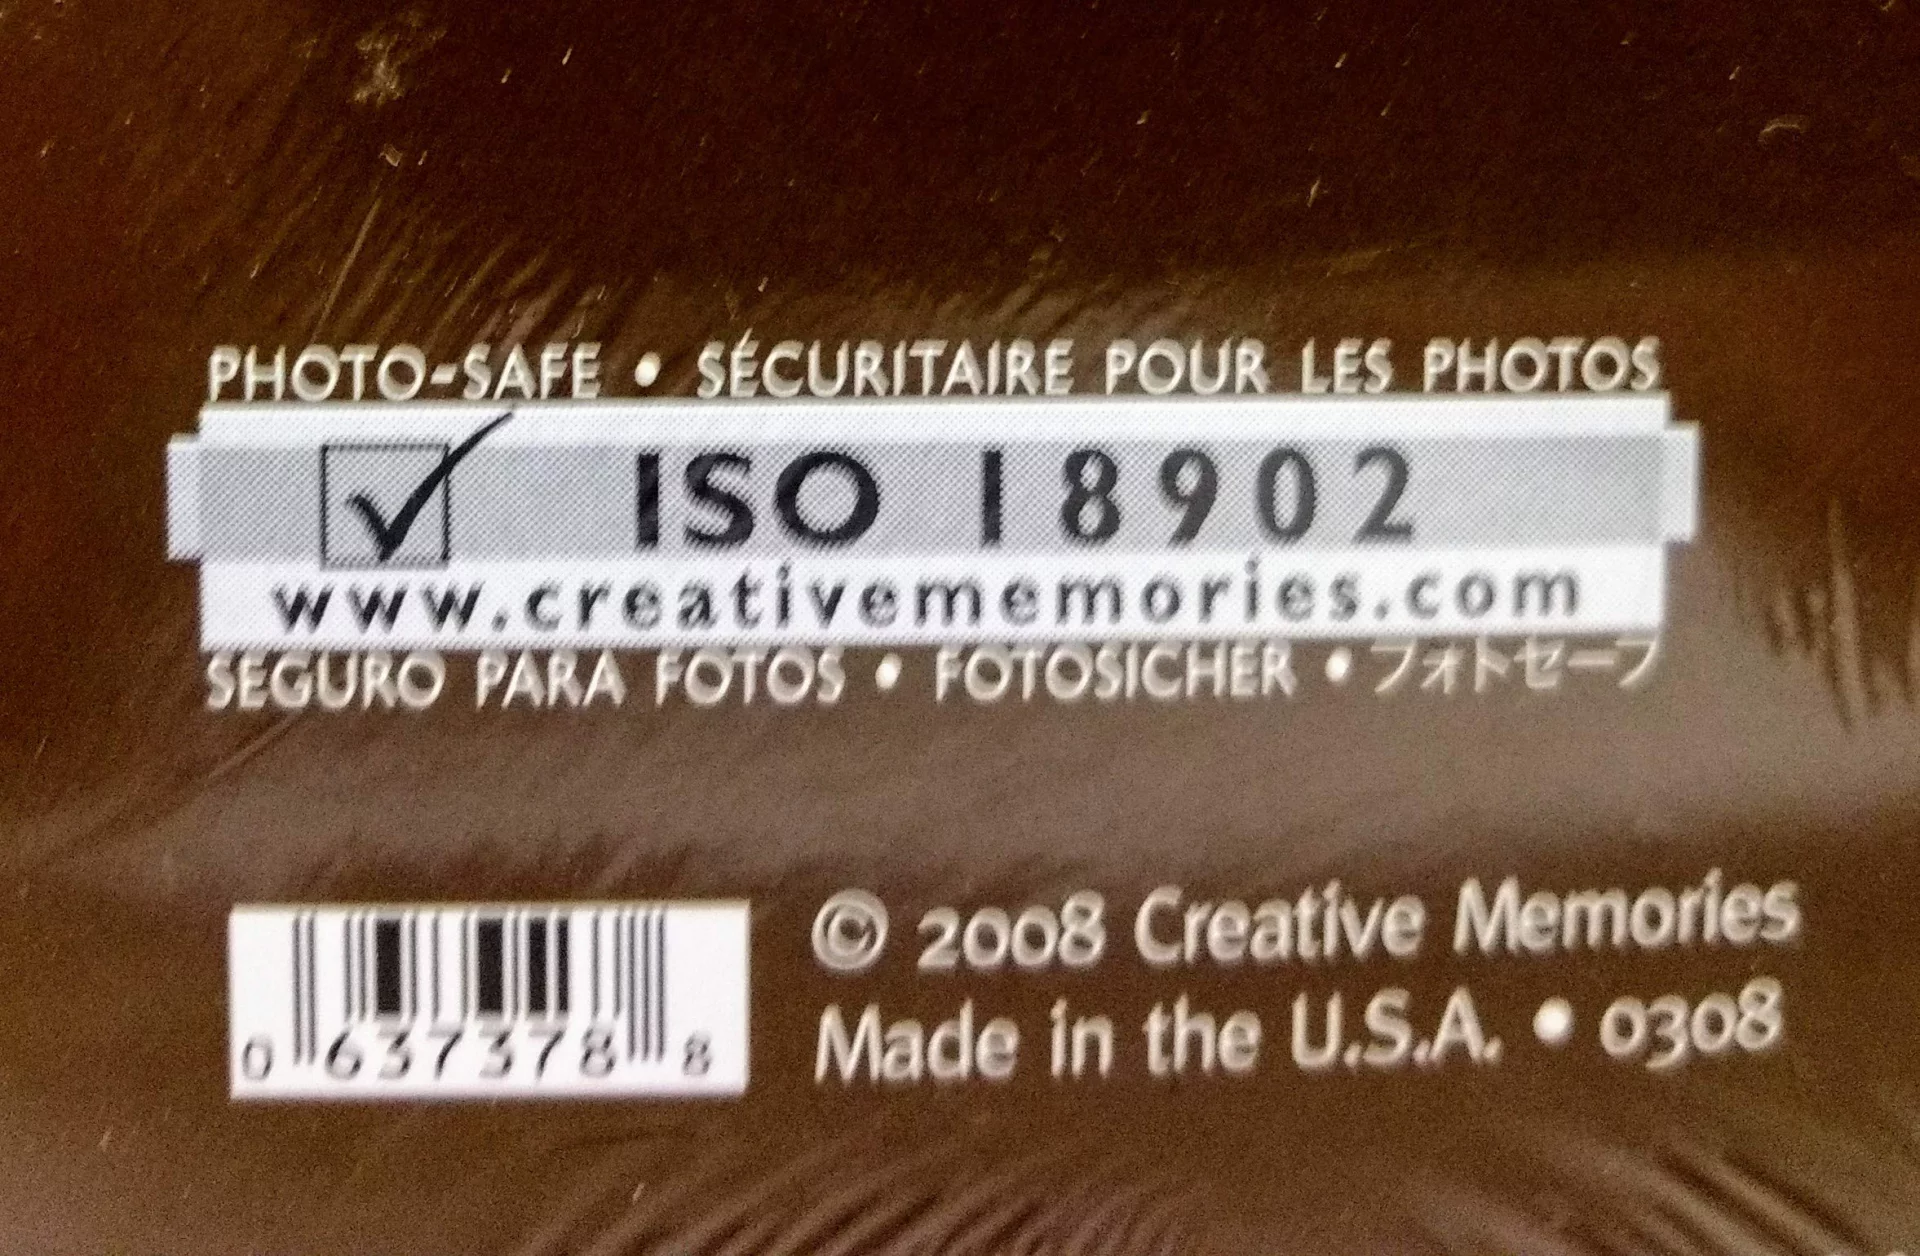 PHOTO-SAFE • SÉCURITAIRE POUR LES PHOTOS
ISO 18902
www.creativememories.com
SEGURO PARA FOTOS • FOTOSICHER • フォトセーフ
0 637378 8
© 2008 Creative Memories
Made in the U.S.A. • 0308